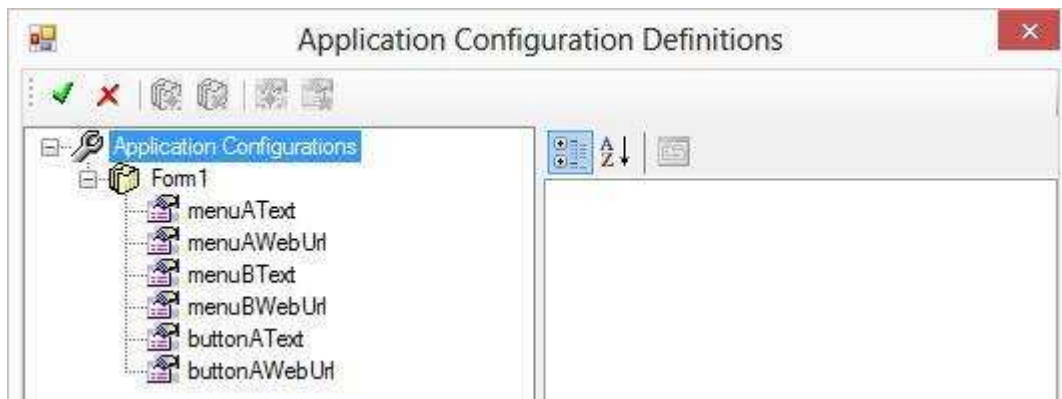 Application Configuration Definitions
Application Configurations
Form1
menuAText
menuAWebUrl
menuBText
menuBWebUrl
buttonAText
buttonAWebUrl
A
Z